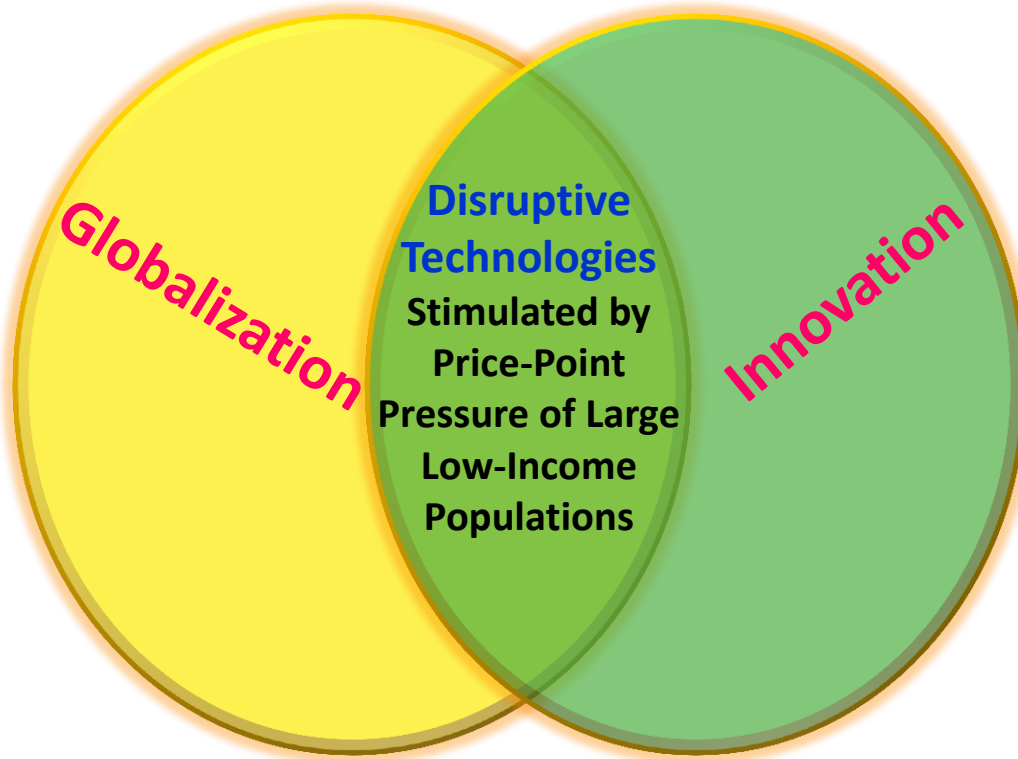 Globalization
Disruptive
Technologies
Stimulated by
Price-Point
Pressure of Large
Low-Income
Populations
Innovation